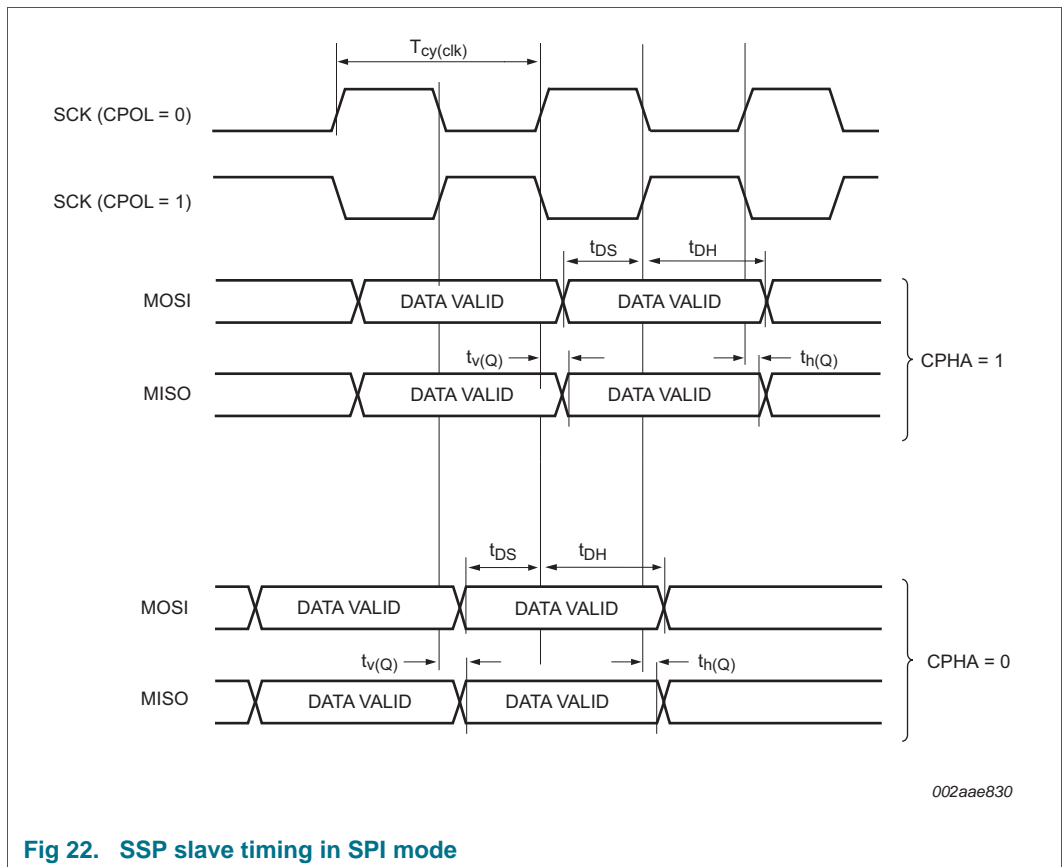 Tcy(clk)
SCK (CPOL = 0)
SCK (CPOL = 1)
tDS tDH
MOSI DATA VALID DATA VALID
tv(Q) th(Q)
CPHA = 1
MISO DATA VALID DATA VALID
tDS tDH
MOSI DATA VALID DATA VALID
tv(Q) th(Q)
CPHA = 0
MISO DATA VALID DATA VALID
002aae830
Fig 22. SSP slave timing in SPI mode